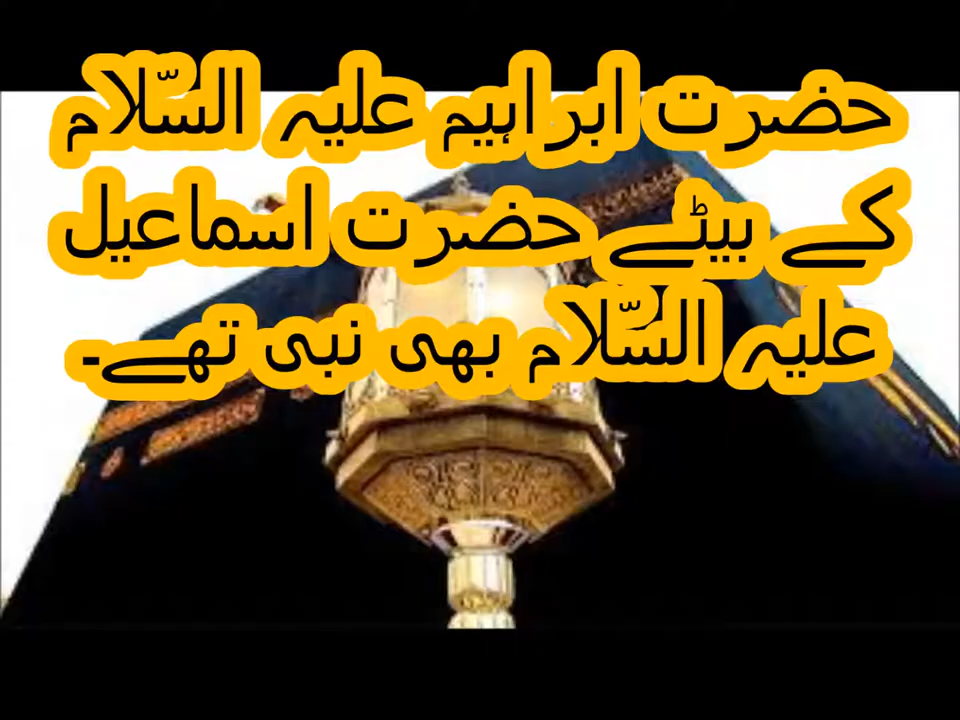 حضرت ابراہیم علیہ السّلام
کے بیٹے حضرت اسماعیل
علیہ السّلام بھی نبی تھے۔